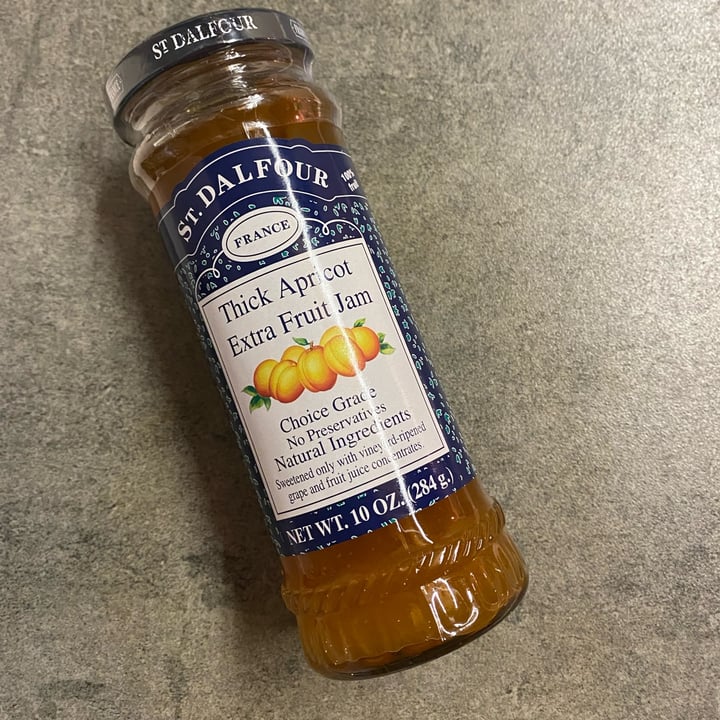 ST DALFOUR
ST. DALFOUR
100%
fruit
FRANCE
Thick Apricot
Extra Fruit Jam
Choice Grade
No Preservatives
Natural Ingredients
Sweetened only with vineyard-ripened
grape and fruit juice concentrates.
NET WT. 10 OZ. (284 g.)